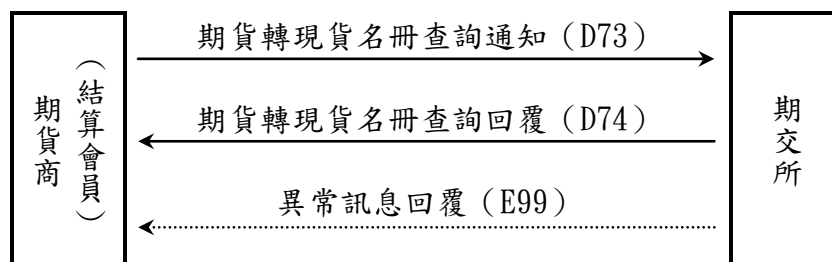 期貨轉現貨名冊查詢通知（D73）
期貨商
（結算會員）
期貨轉現貨名冊查詢回覆（D74）
期交所
異常訊息回覆（E99）